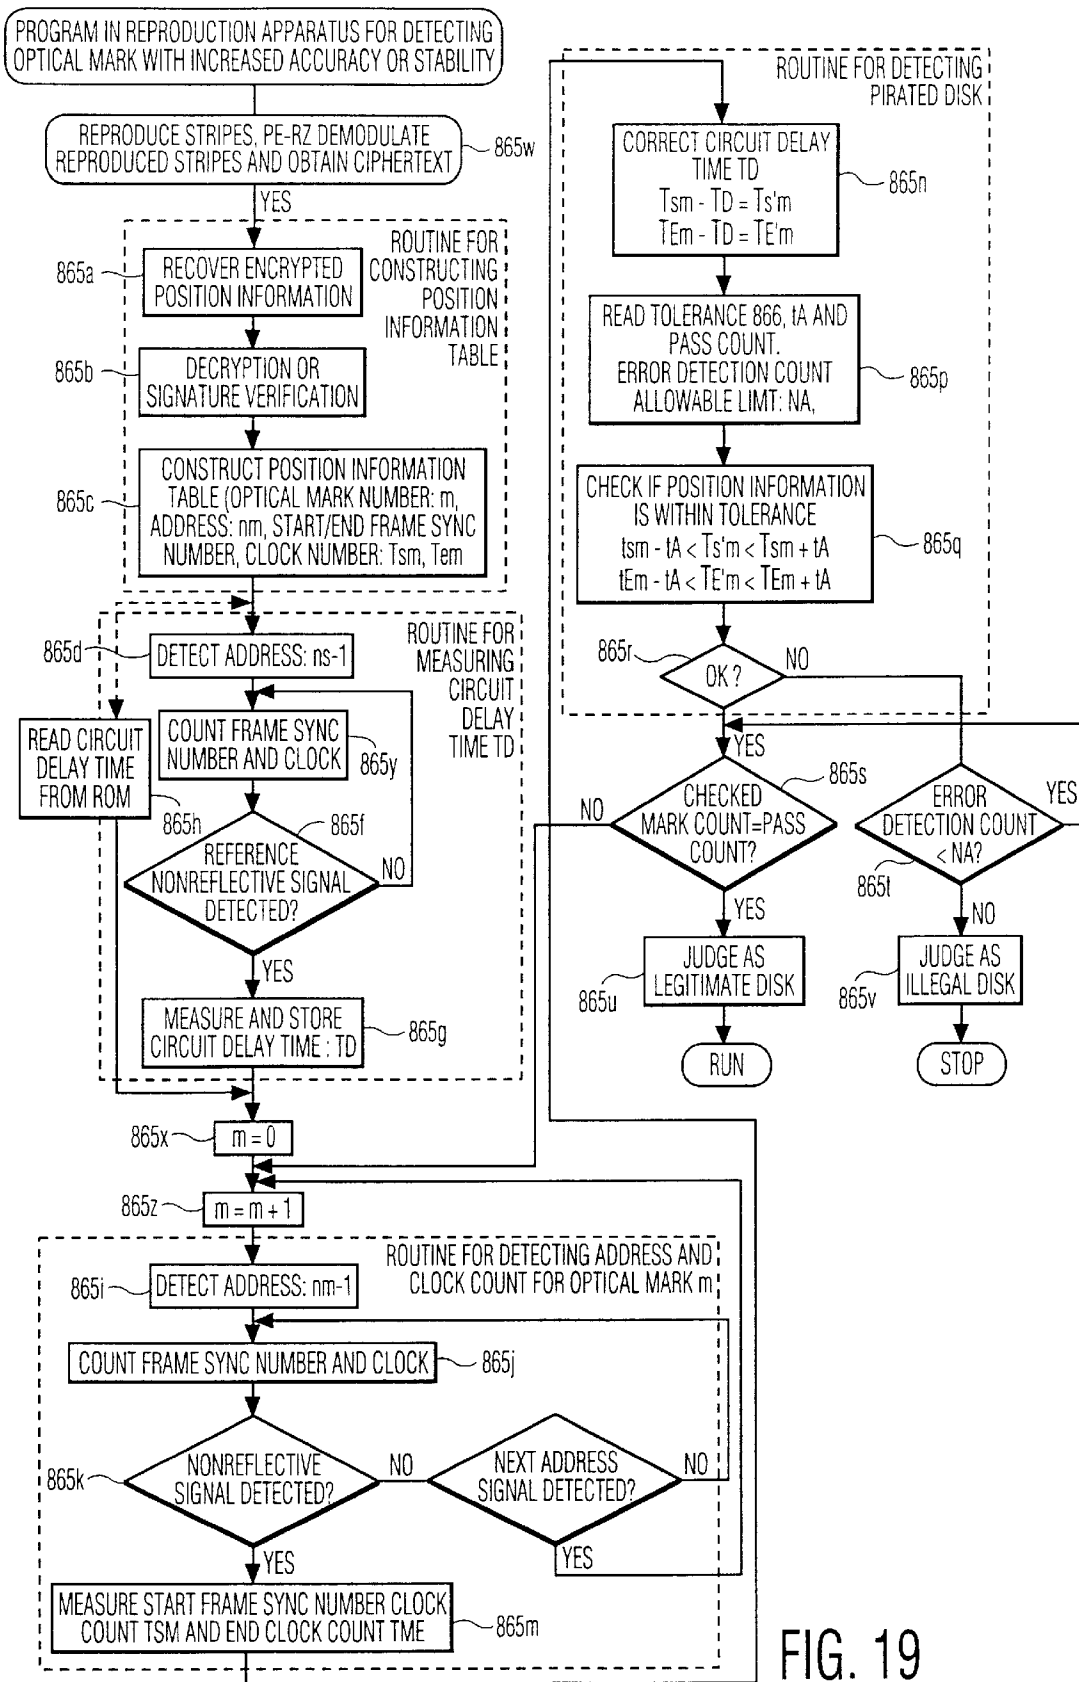 PROGRAM IN REPRODUCTION APPARATUS FOR DETECTING
OPTICAL MARK WITH INCREASED ACCURACY OR STABILITY
REPRODUCE STRIPES, PE-RZ DEMODULATE
REPRODUCED STRIPES AND OBTAIN CIPHERTEXT
865w
YES
ROUTINE FOR
CONSTRUCTING
POSITION
INFORMATION
TABLE
865a
RECOVER ENCRYPTED
POSITION INFORMATION
865b
DECRYPTION OR
SIGNATURE VERIFICATION
865c
CONSTRUCT POSITION INFORMATION
TABLE (OPTICAL MARK NUMBER: m,
ADDRESS: nm, START/END FRAME SYNC
NUMBER, CLOCK NUMBER: Tsm, Tem
ROUTINE FOR
MEASURING
CIRCUIT
DELAY
TIME TD
865d
DETECT ADDRESS: ns-1
READ CIRCUIT
DELAY TIME
FROM ROM
865h
COUNT FRAME SYNC
NUMBER AND CLOCK
865y
865f
REFERENCE
NONREFLECTIVE SIGNAL
DETECTED?
NO
YES
MEASURE AND STORE
CIRCUIT DELAY TIME : TD
865g
865x
m = 0
865z
m = m + 1
ROUTINE FOR DETECTING ADDRESS AND
CLOCK COUNT FOR OPTICAL MARK m
865i
DETECT ADDRESS: nm-1
COUNT FRAME SYNC NUMBER AND CLOCK
865j
865k
NONREFLECTIVE
SIGNAL DETECTED?
NO
NEXT ADDRESS
SIGNAL DETECTED?
NO
YES
YES
MEASURE START FRAME SYNC NUMBER CLOCK
COUNT TSM AND END CLOCK COUNT TME
865m
ROUTINE FOR DETECTING
PIRATED DISK
CORRECT CIRCUIT DELAY
TIME TD
Tsm - TD = Ts'm
TEm - TD = TE'm
865n
READ TOLERANCE 866, tA AND
PASS COUNT.
ERROR DETECTION COUNT
ALLOWABLE LIMT: NA,
865p
CHECK IF POSITION INFORMATION
IS WITHIN TOLERANCE
tsm - tA < Ts'm < Tsm + tA
tEm - tA < TE'm < TEm + tA
865q
865r
OK ?
NO
YES
865s
CHECKED
MARK COUNT=PASS
COUNT?
NO
YES
ERROR
DETECTION COUNT
< NA?
865t
YES
NO
JUDGE AS
LEGITIMATE DISK
865u
JUDGE AS
ILLEGAL DISK
865v
RUN
STOP
FIG. 19